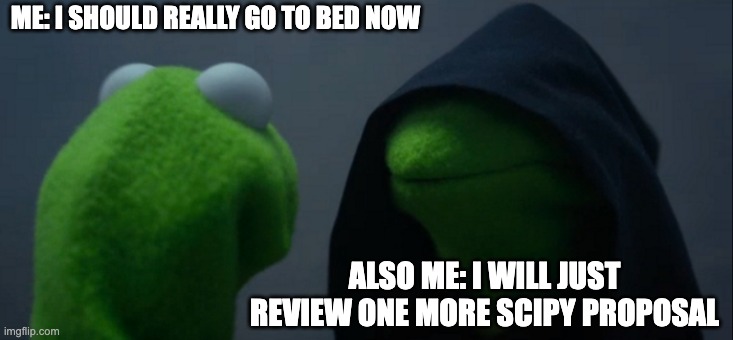 ME: I SHOULD REALLY GO TO BED NOW
ALSO ME: I WILL JUST
REVIEW ONE MORE SCIPY PROPOSAL
imgflip.com